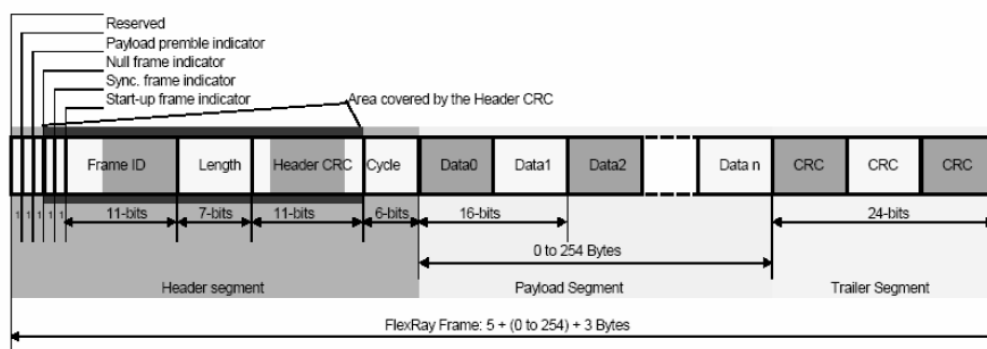 Reserved
Payload premble indicator
Null frame indicator
Sync. frame indicator
Start-up frame indicator
Area covered by the Header CRC
Frame ID Length Header CRC Cycle Data0 Data1 Data2 Data n CRC CRC CRC
1 1 1 1 1 11-bits 7-bits 11-bits 6-bits 16-bits 24-bits
0 to 254 Bytes
Header segment Payload Segment Trailer Segment
FlexRay Frame: 5 + (0 to 254) + 3 Bytes